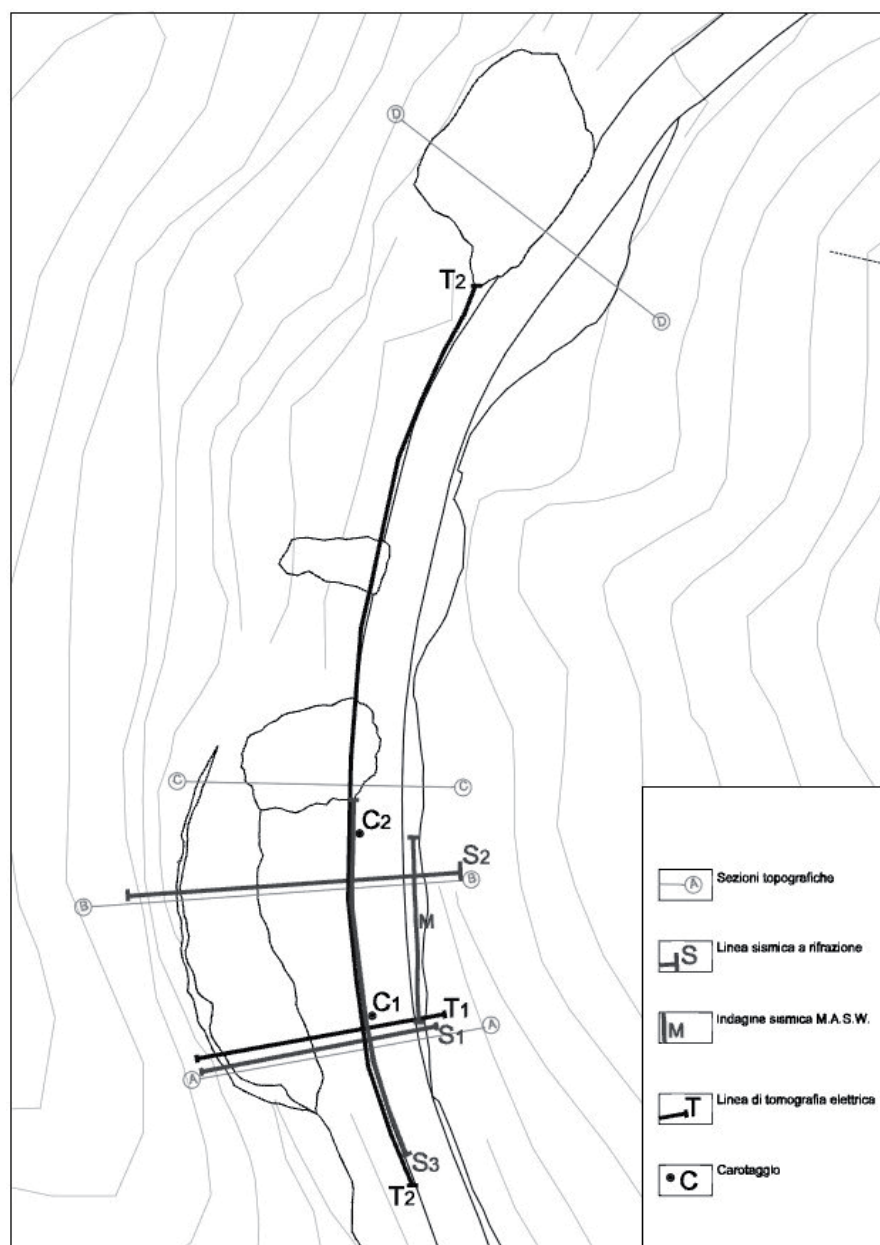 D
T2
D
C
C
C2
S2
B
B
M
C1
T1
A
S1
A
S3
T2
A
Sezioni topografiche
S
Linea sismica a rifrazione
M
Indagine sismica M.A.S.W.
T
Linea di tomografia elettrica
C
Carotaggio